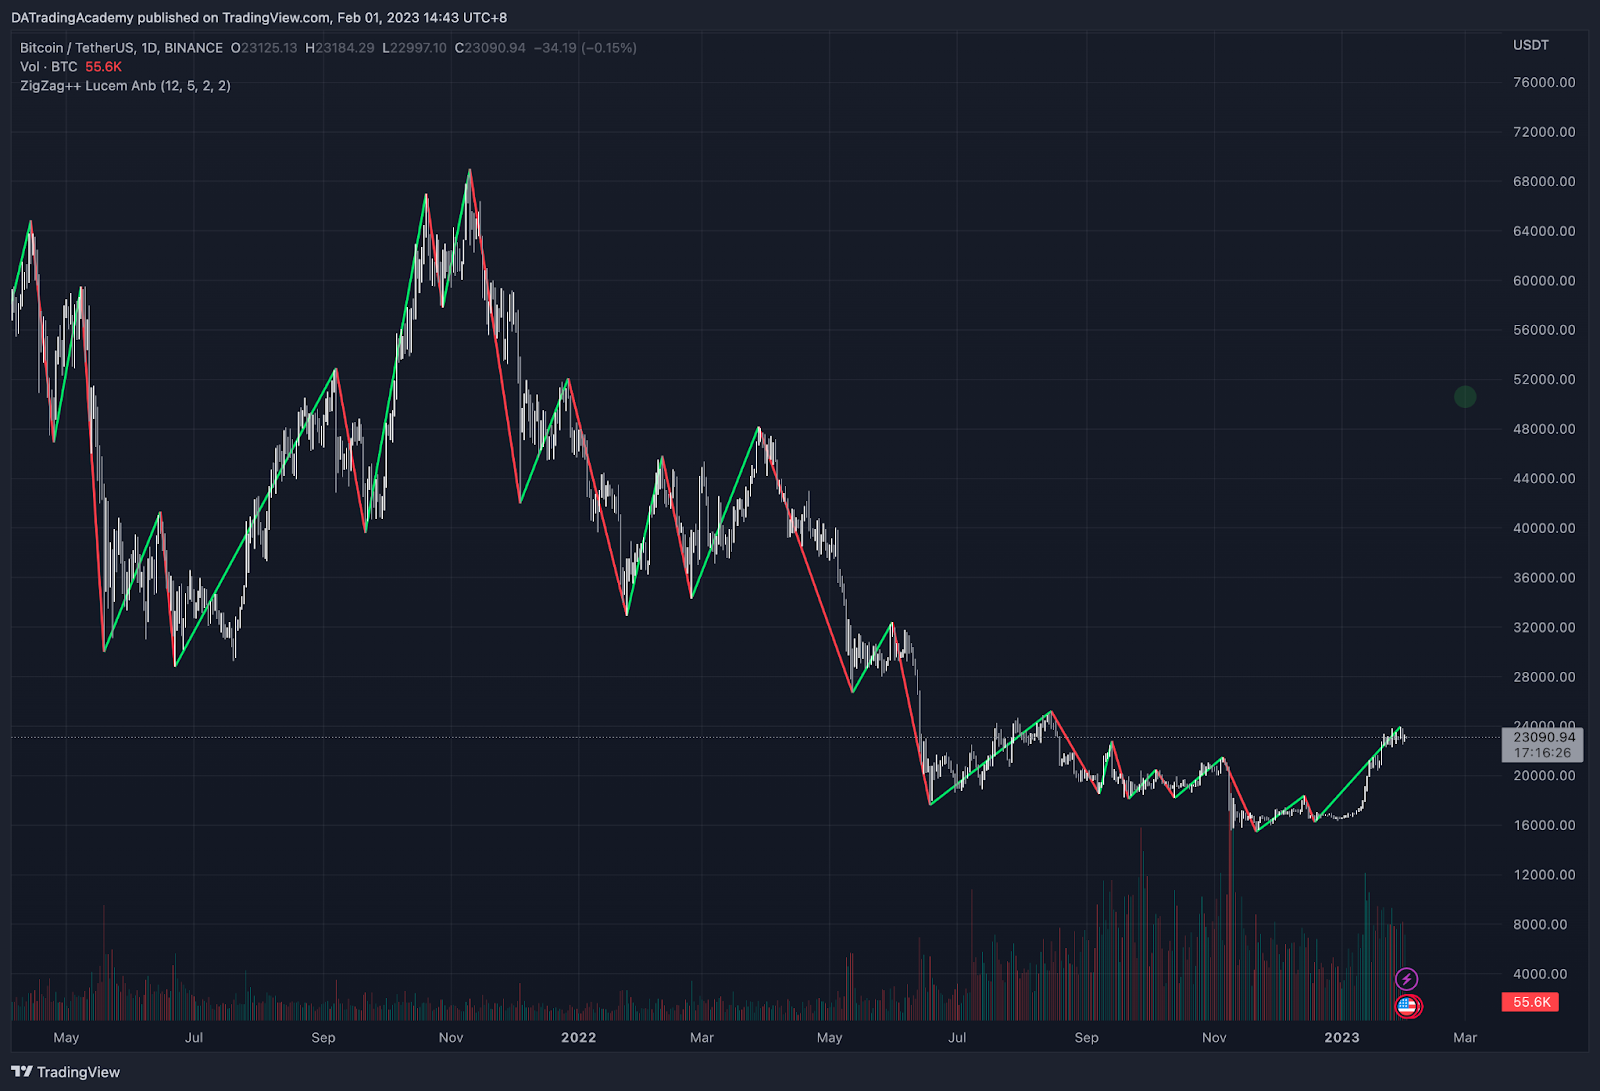 DATradingAcademy published on TradingView.com, Feb 01, 2023 14:43 UTC+8
Bitcoin / TetherUS, 1D, BINANCE O23125.13 H23184.29 L22997.10 C23090.94 −34.19 (−0.15%)
USDT
Vol · BTC 55.6K
ZigZag++ Lucem Anb (12, 5, 2, 2)
76000.00
72000.00
68000.00
64000.00
60000.00
56000.00
52000.00
48000.00
44000.00
40000.00
36000.00
32000.00
28000.00
24000.00
23090.94
17:16:26
20000.00
16000.00
12000.00
8000.00
4000.00
55.6K
May Jul Sep Nov 2022 Mar May Jul Sep Nov 2023 Mar
TradingView